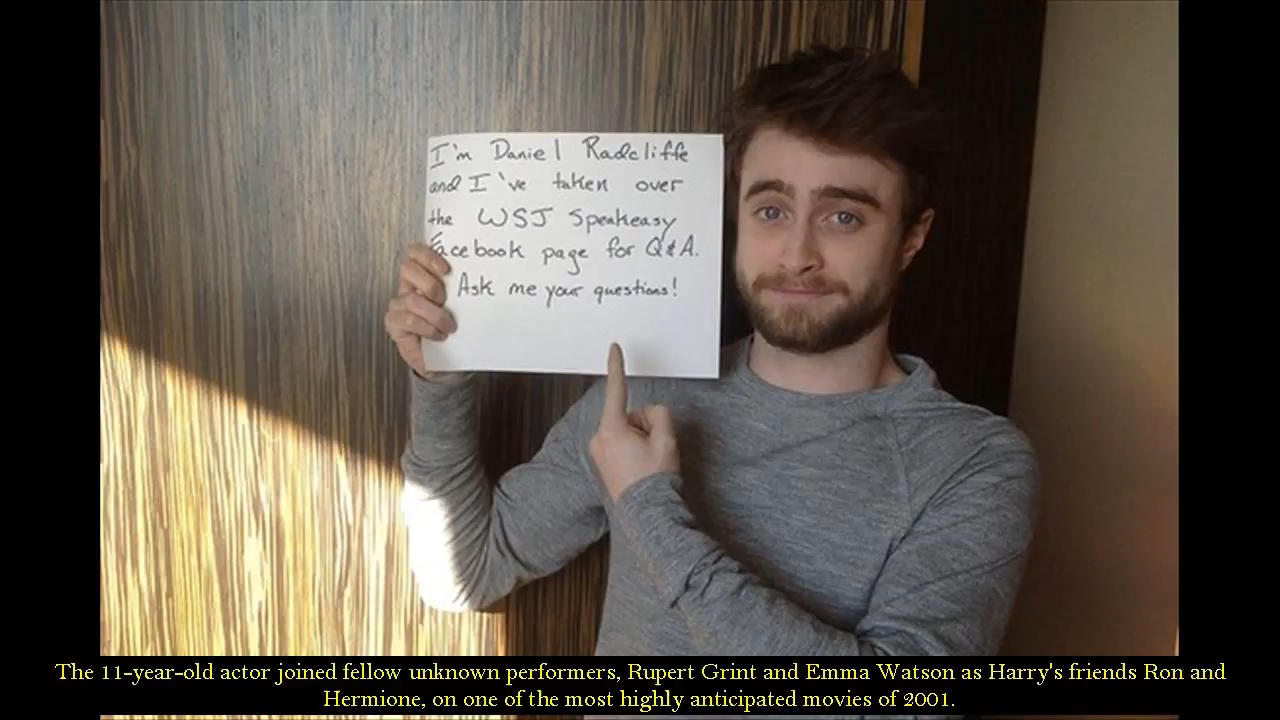 I'm Daniel Radcliffe
and I've taken over
the WSJ Speakeasy
Facebook page for Q&A.
Ask me your questions!
The 11-year-old actor joined fellow unknown performers, Rupert Grint and Emma Watson as Harry's friends Ron and
Hermione, on one of the most highly anticipated movies of 2001.